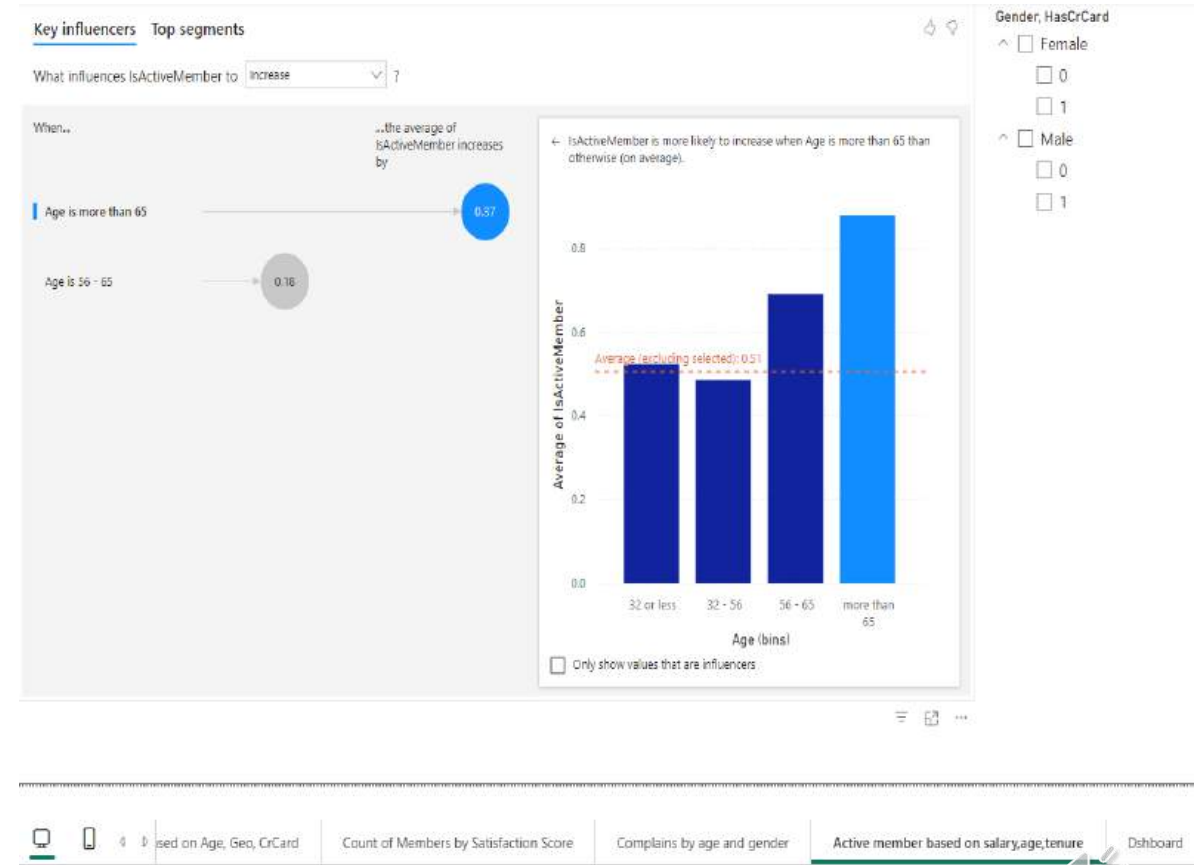 Key influencers Top segments
What influences IsActiveMember to Increase ?
When...
...the average of
IsActiveMember increases
by
Age is more than 65
0.37
Age is 56 - 65
0.18
← IsActiveMember is more likely to increase when Age is more than 65 than
otherwise (on average).
Average of IsActiveMember
0.8
0.6
0.4
0.2
0.0
Average (excluding selected): 0.51
32 or less
32 - 56
56 - 65
more than
65
Age (bins)
Only show values that are influencers
Gender, HasCrCard
Female
0
1
Male
0
1
sed on Age, Geo, CrCard
Count of Members by Satisfaction Score
Complains by age and gender
Active member based on salary,age,tenure
Dshboard